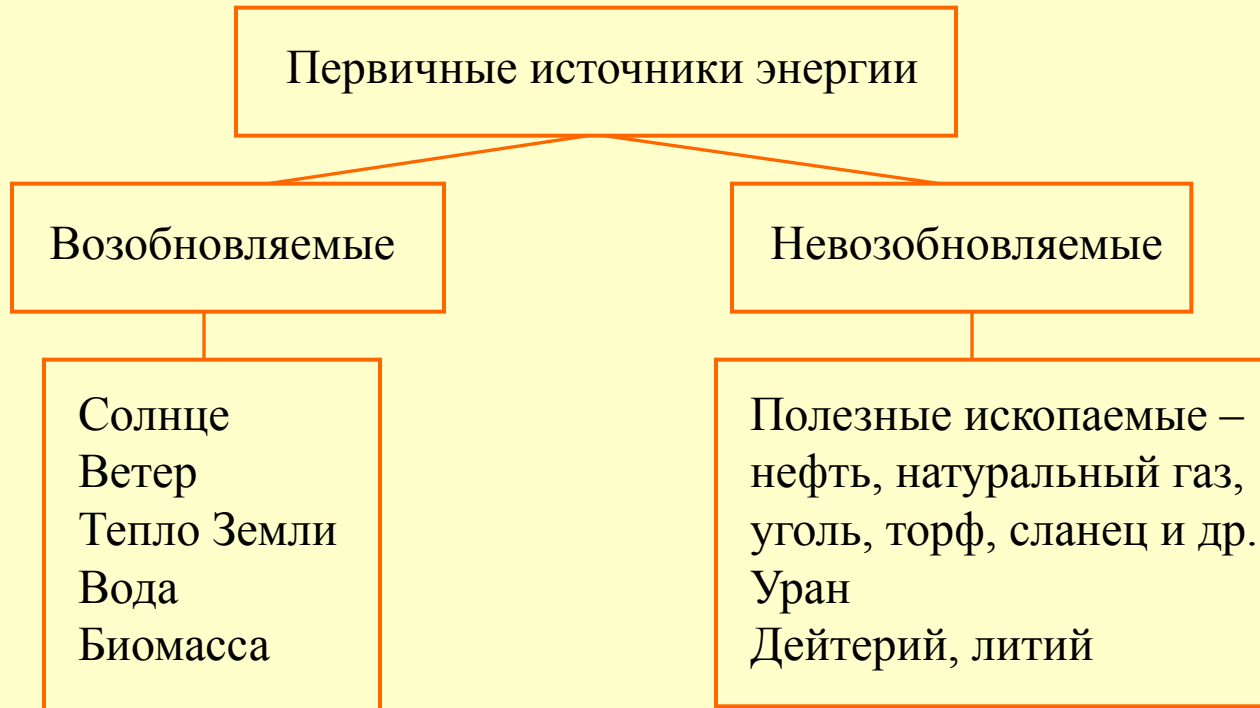 Первичные источники энергии
Возобновляемые
Невозобновляемые
Солнце
Ветер
Тепло Земли
Вода
Биомасса
Полезные ископаемые –
нефть, натуральный газ,
уголь, торф, сланец и др.
Уран
Дейтерий, литий